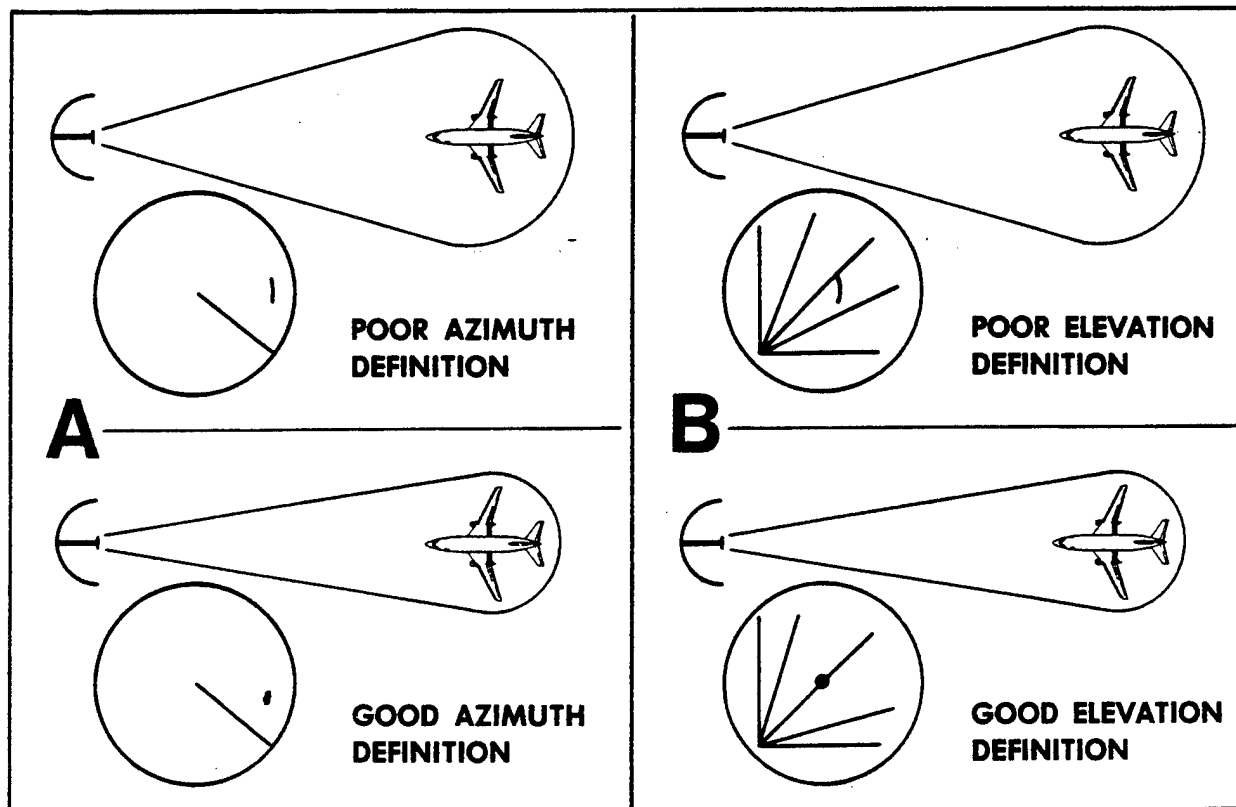 POOR AZIMUTH
DEFINITION
A
GOOD AZIMUTH
DEFINITION
POOR ELEVATION
DEFINITION
B
GOOD ELEVATION
DEFINITION